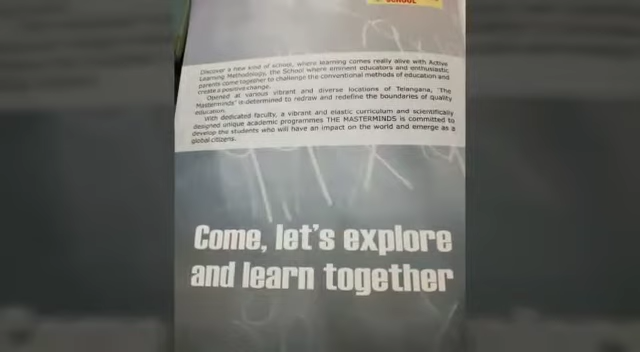 SCHOOL
Discover a new kind of school, where learning comes really alive with Active
Learning Methodology, the School where eminent educators and enthusiastic
parents come together to challenge the conventional methods of education and
create a positive change.
Opened at various vibrant and diverse locations of Telangana, 'The
Masterminds' is determined to redraw and redefine the boundaries of quality
education.
With dedicated faculty, a vibrant and elastic curriculum and scientifically
designed unique academic programmes THE MASTERMINDS is committed to
develop the students who will have an impact on the world and emerge as a
global citizens.
Come, let's explore
and learn together